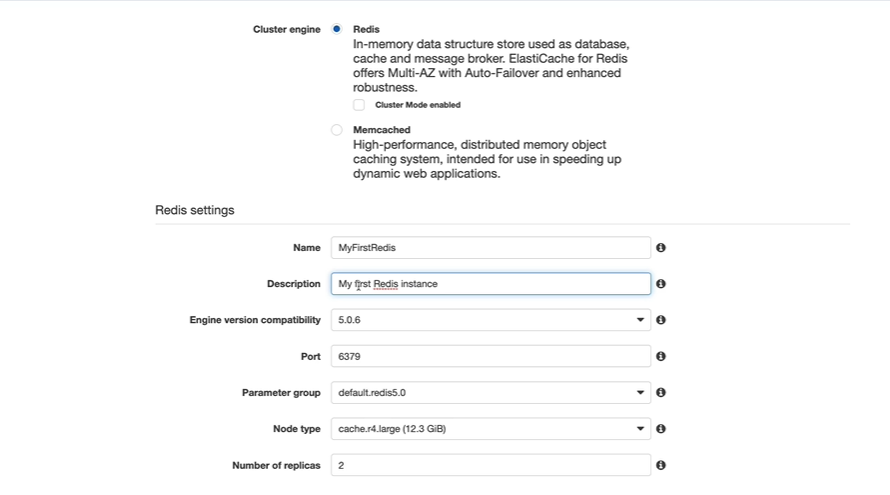 Cluster engine Redis
In-memory data structure store used as database,
cache and message broker. ElastiCache for Redis
offers Multi-AZ with Auto-Failover and enhanced
robustness.
Cluster Mode enabled
Memcached
High-performance, distributed memory object
caching system, intended for use in speeding up
dynamic web applications.
Redis settings
Name MyFirstRedis
Description My first Redis instance
Engine version compatibility 5.0.6
Port 6379
Parameter group default.redis5.0
Node type cache.r4.large (12.3 GiB)
Number of replicas 2